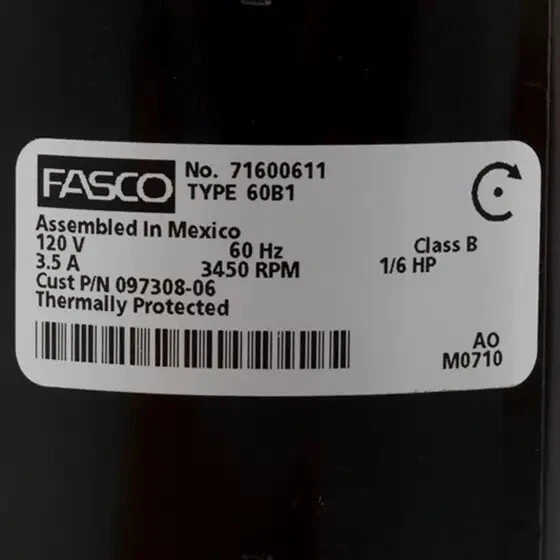 FASCO
No. 71600611
TYPE 60B1
Assembled In Mexico
120 V 60 Hz Class B
3.5 A 3450 RPM 1/6 HP
Cust P/N 097308-06
Thermally Protected
AO
M0710